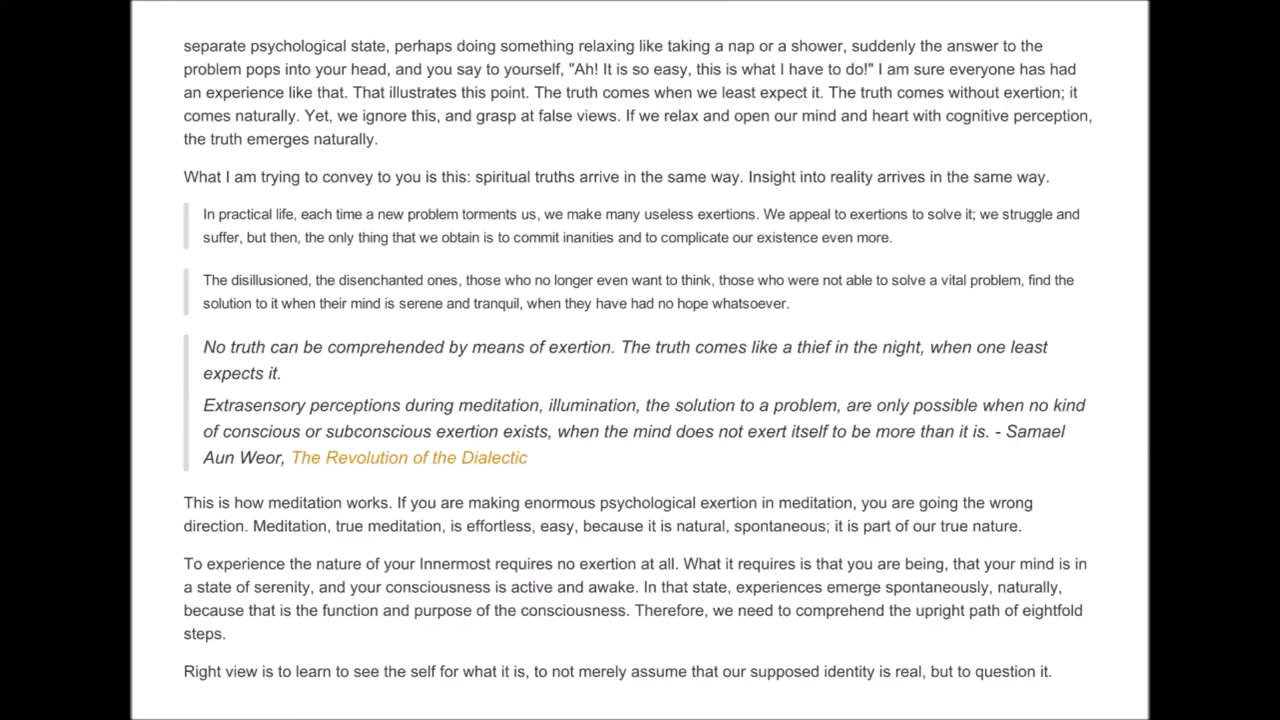 separate psychological state, perhaps doing something relaxing like taking a nap or a shower, suddenly the answer to the
problem pops into your head, and you say to yourself, "Ah! It is so easy, this is what I have to do!" I am sure everyone has had
an experience like that. That illustrates this point. The truth comes when we least expect it. The truth comes without exertion; it
comes naturally. Yet, we ignore this, and grasp at false views. If we relax and open our mind and heart with cognitive perception,
the truth emerges naturally.
What I am trying to convey to you is this: spiritual truths arrive in the same way. Insight into reality arrives in the same way.
In practical life, each time a new problem torments us, we make many useless exertions. We appeal to exertions to solve it; we struggle and
suffer, but then, the only thing that we obtain is to commit inanities and to complicate our existence even more.
The disillusioned, the disenchanted ones, those who no longer even want to think, those who were not able to solve a vital problem, find the
solution to it when their mind is serene and tranquil, when they have had no hope whatsoever.
No truth can be comprehended by means of exertion. The truth comes like a thief in the night, when one least
expects it.
Extrasensory perceptions during meditation, illumination, the solution to a problem, are only possible when no kind
of conscious or subconscious exertion exists, when the mind does not exert itself to be more than it is. - Samael
Aun Weor, The Revolution of the Dialectic
This is how meditation works. If you are making enormous psychological exertion in meditation, you are going the wrong
direction. Meditation, true meditation, is effortless, easy, because it is natural, spontaneous; it is part of our true nature.
To experience the nature of your Innermost requires no exertion at all. What it requires is that you are being, that your mind is in
a state of serenity, and your consciousness is active and awake. In that state, experiences emerge spontaneously, naturally,
because that is the function and purpose of the consciousness. Therefore, we need to comprehend the upright path of eightfold
steps.
Right view is to learn to see the self for what it is, to not merely assume that our supposed identity is real, but to question it.